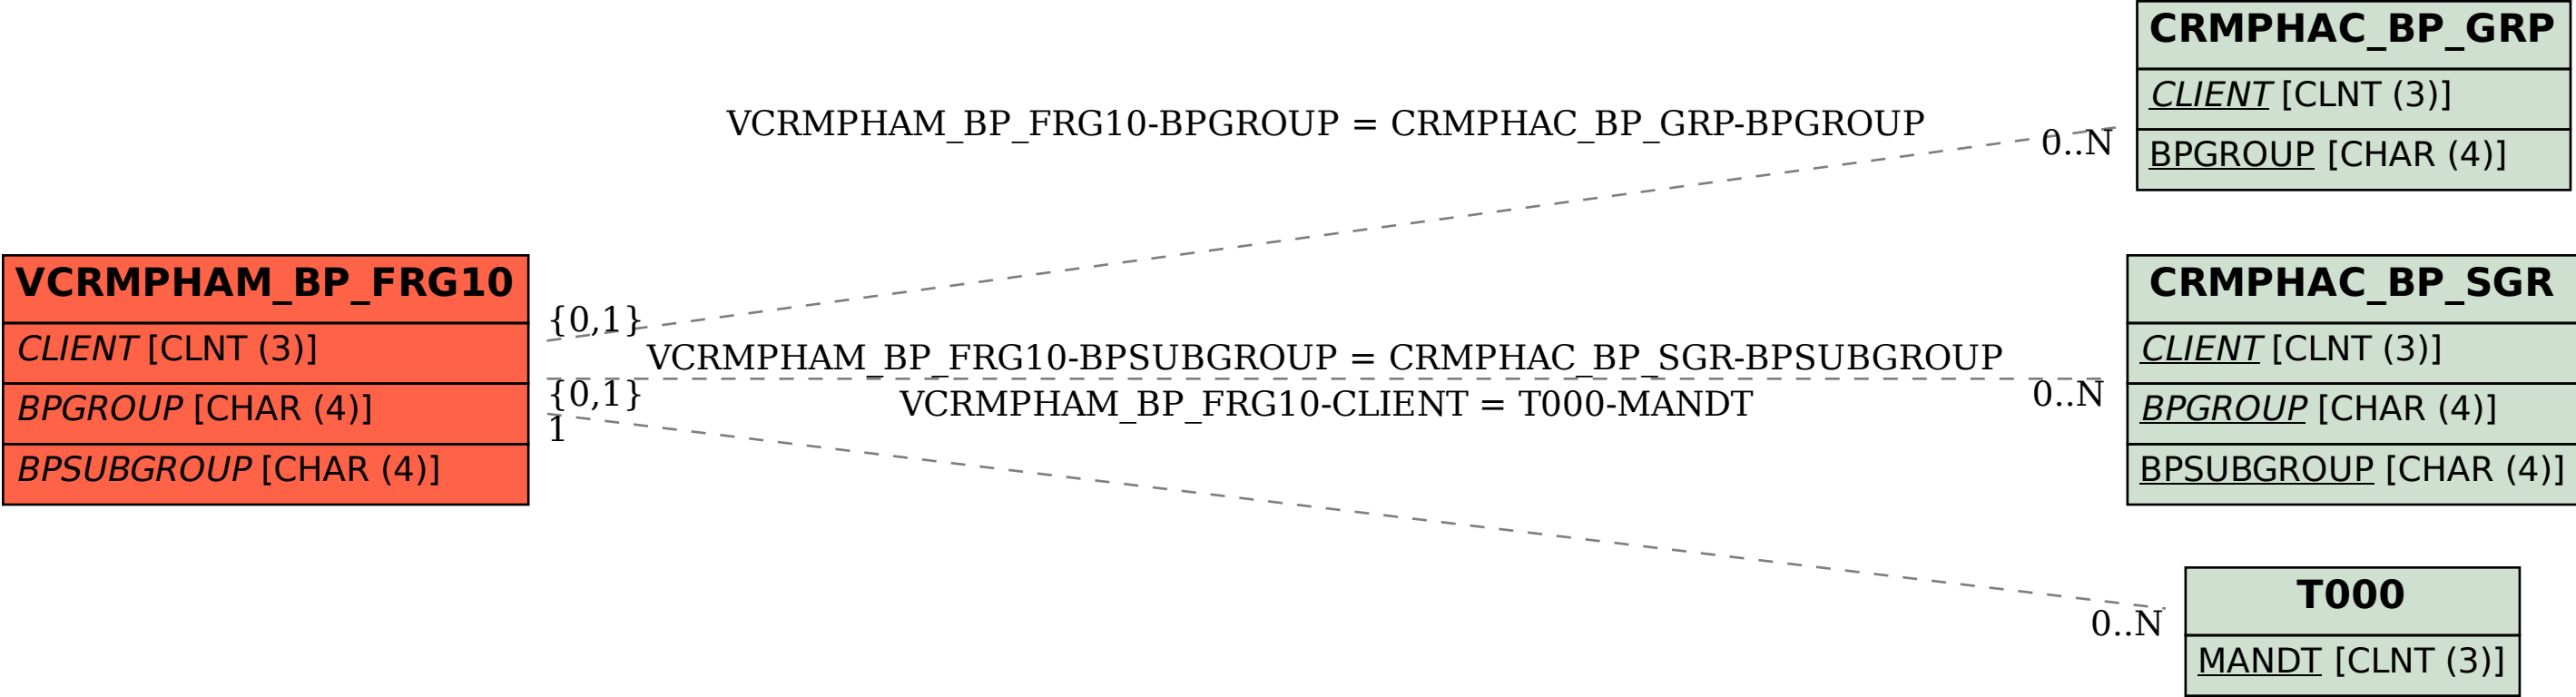 CRMPHAC_BP_GRP
CLIENT [CLNT (3)]
BPGROUP [CHAR (4)]
VCRMPHAM_BP_FRG10-BPGROUP = CRMPHAC_BP_GRP-BPGROUP
0..N
{0,1}
VCRMPHAM_BP_FRG10
CLIENT [CLNT (3)]
BPGROUP [CHAR (4)]
BPSUBGROUP [CHAR (4)]
VCRMPHAM_BP_FRG10-BPSUBGROUP = CRMPHAC_BP_SGR-BPSUBGROUP
{0,1}
0..N
CRMPHAC_BP_SGR
CLIENT [CLNT (3)]
BPGROUP [CHAR (4)]
BPSUBGROUP [CHAR (4)]
VCRMPHAM_BP_FRG10-CLIENT = T000-MANDT
1
0..N
T000
MANDT [CLNT (3)]